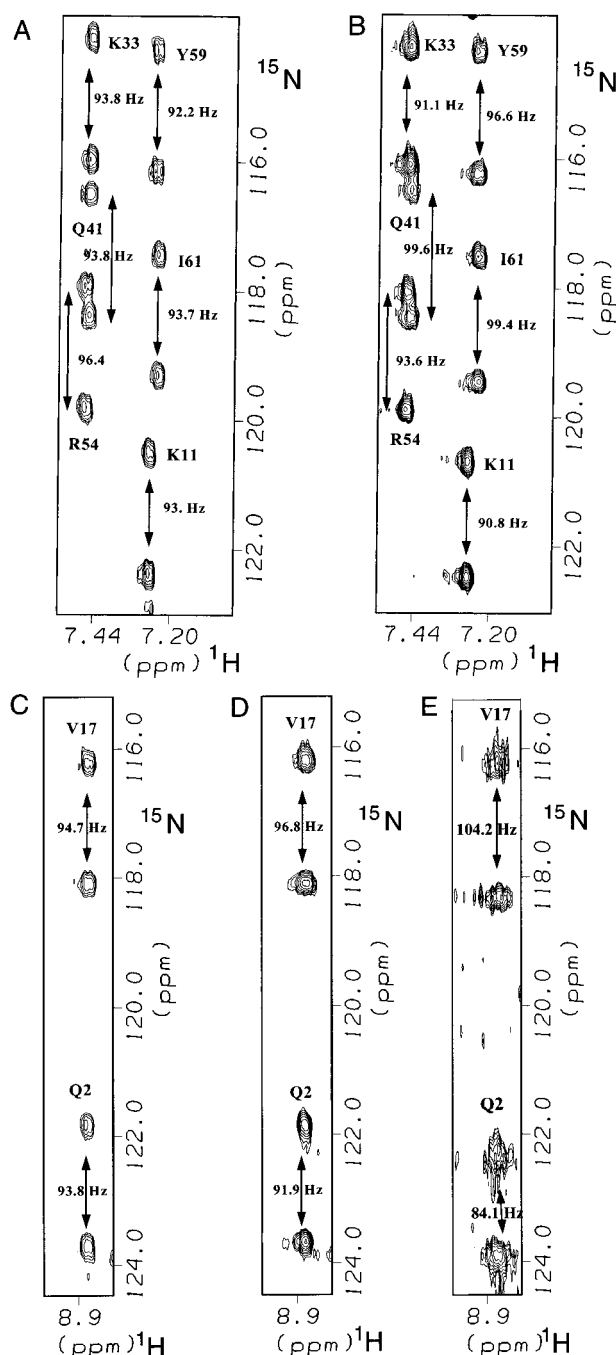 A
K33
Y59
15N
93.8 Hz
92.2 Hz
116.0
Q41
93.8 Hz
I61
118.0
(ppm)
93.7 Hz
96.4
120.0
R54
K11
93. Hz
122.0
7.44 7.20
(ppm) 1H
B
K33
Y59
15N
91.1 Hz
96.6 Hz
116.0
Q41
99.6 Hz
I61
118.0
(ppm)
99.4 Hz
93.6 Hz
120.0
R54
K11
90.8 Hz
122.0
7.44 7.20
(ppm) 1H
C
V17
116.0
15N
94.7 Hz
118.0
120.0
(ppm)
Q2
122.0
93.8 Hz
124.0
8.9
(ppm) 1H
D
V17
116.0
15N
96.8 Hz
118.0
120.0
(ppm)
Q2
122.0
91.9 Hz
124.0
8.9
(ppm) 1H
E
V17
116.0
15N
104.2 Hz
118.0
120.0
(ppm)
Q2
122.0
84.1 Hz
124.0
8.9
(ppm) 1H